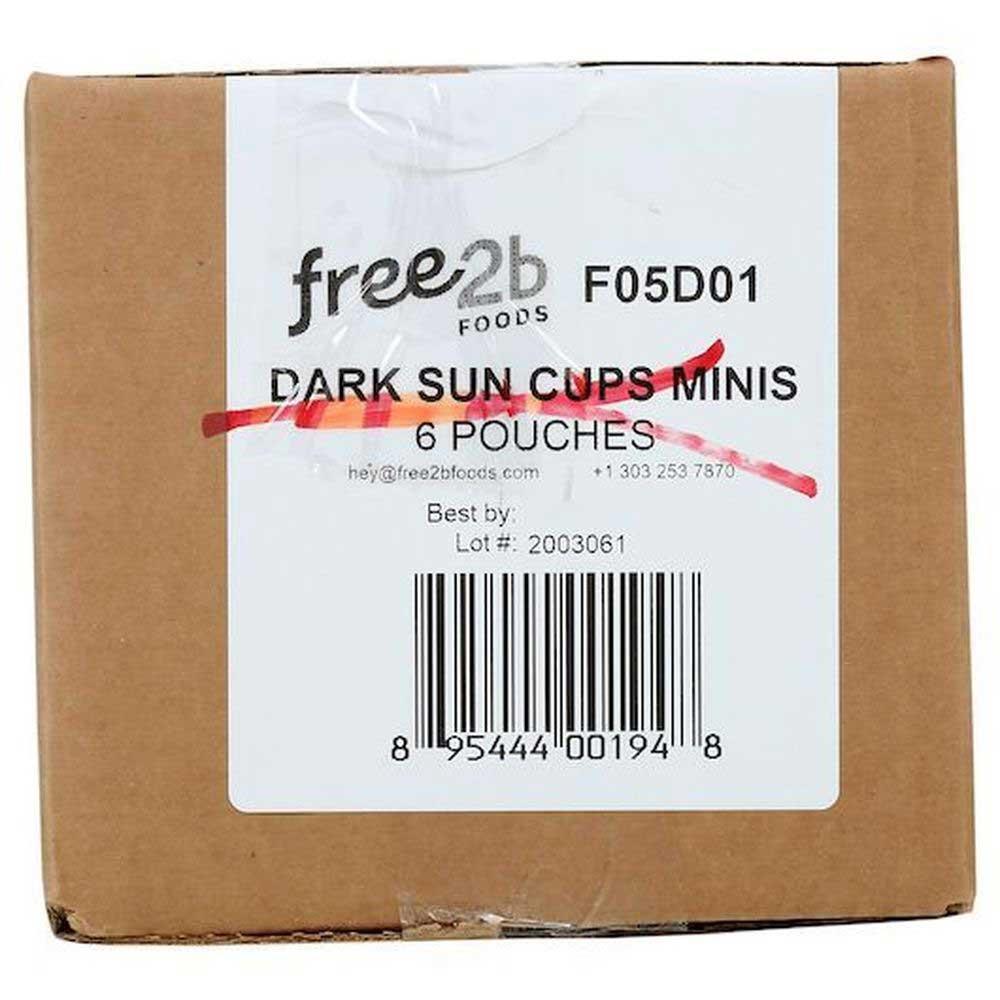 free2b FOODS F05D01
DARK SUN CUPS MINIS
6 POUCHES
hey@free2bfoods.com +1 303 253 7870
Best by:
Lot #: 2003061
8 95444 00194 8